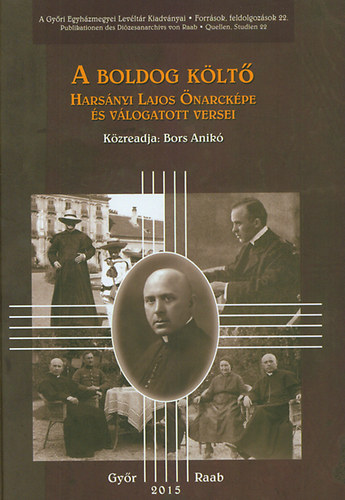 A Győri Egyházmegyei Levéltár Kiadványai • Források, feldolgozások 22.
Publikationen des Diözesanarchivs von Raab • Quellen, Studien 22
A BOLDOG KÖLTŐ
HARSÁNYI LAJOS ÖNARCKÉPE
ÉS VÁLOGATOTT VERSEI
Közreadja: Bors Anikó
Győr Raab
2015